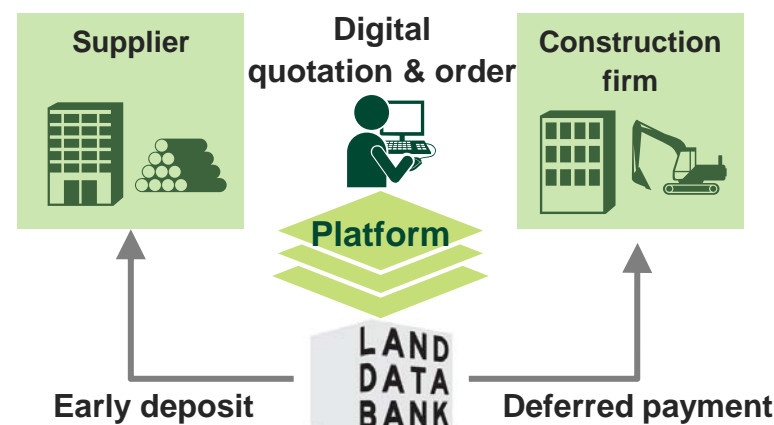 Supplier
Digital
quotation & order
Construction
firm
Platform
LAND
DATA
BANK
Early deposit
Deferred payment